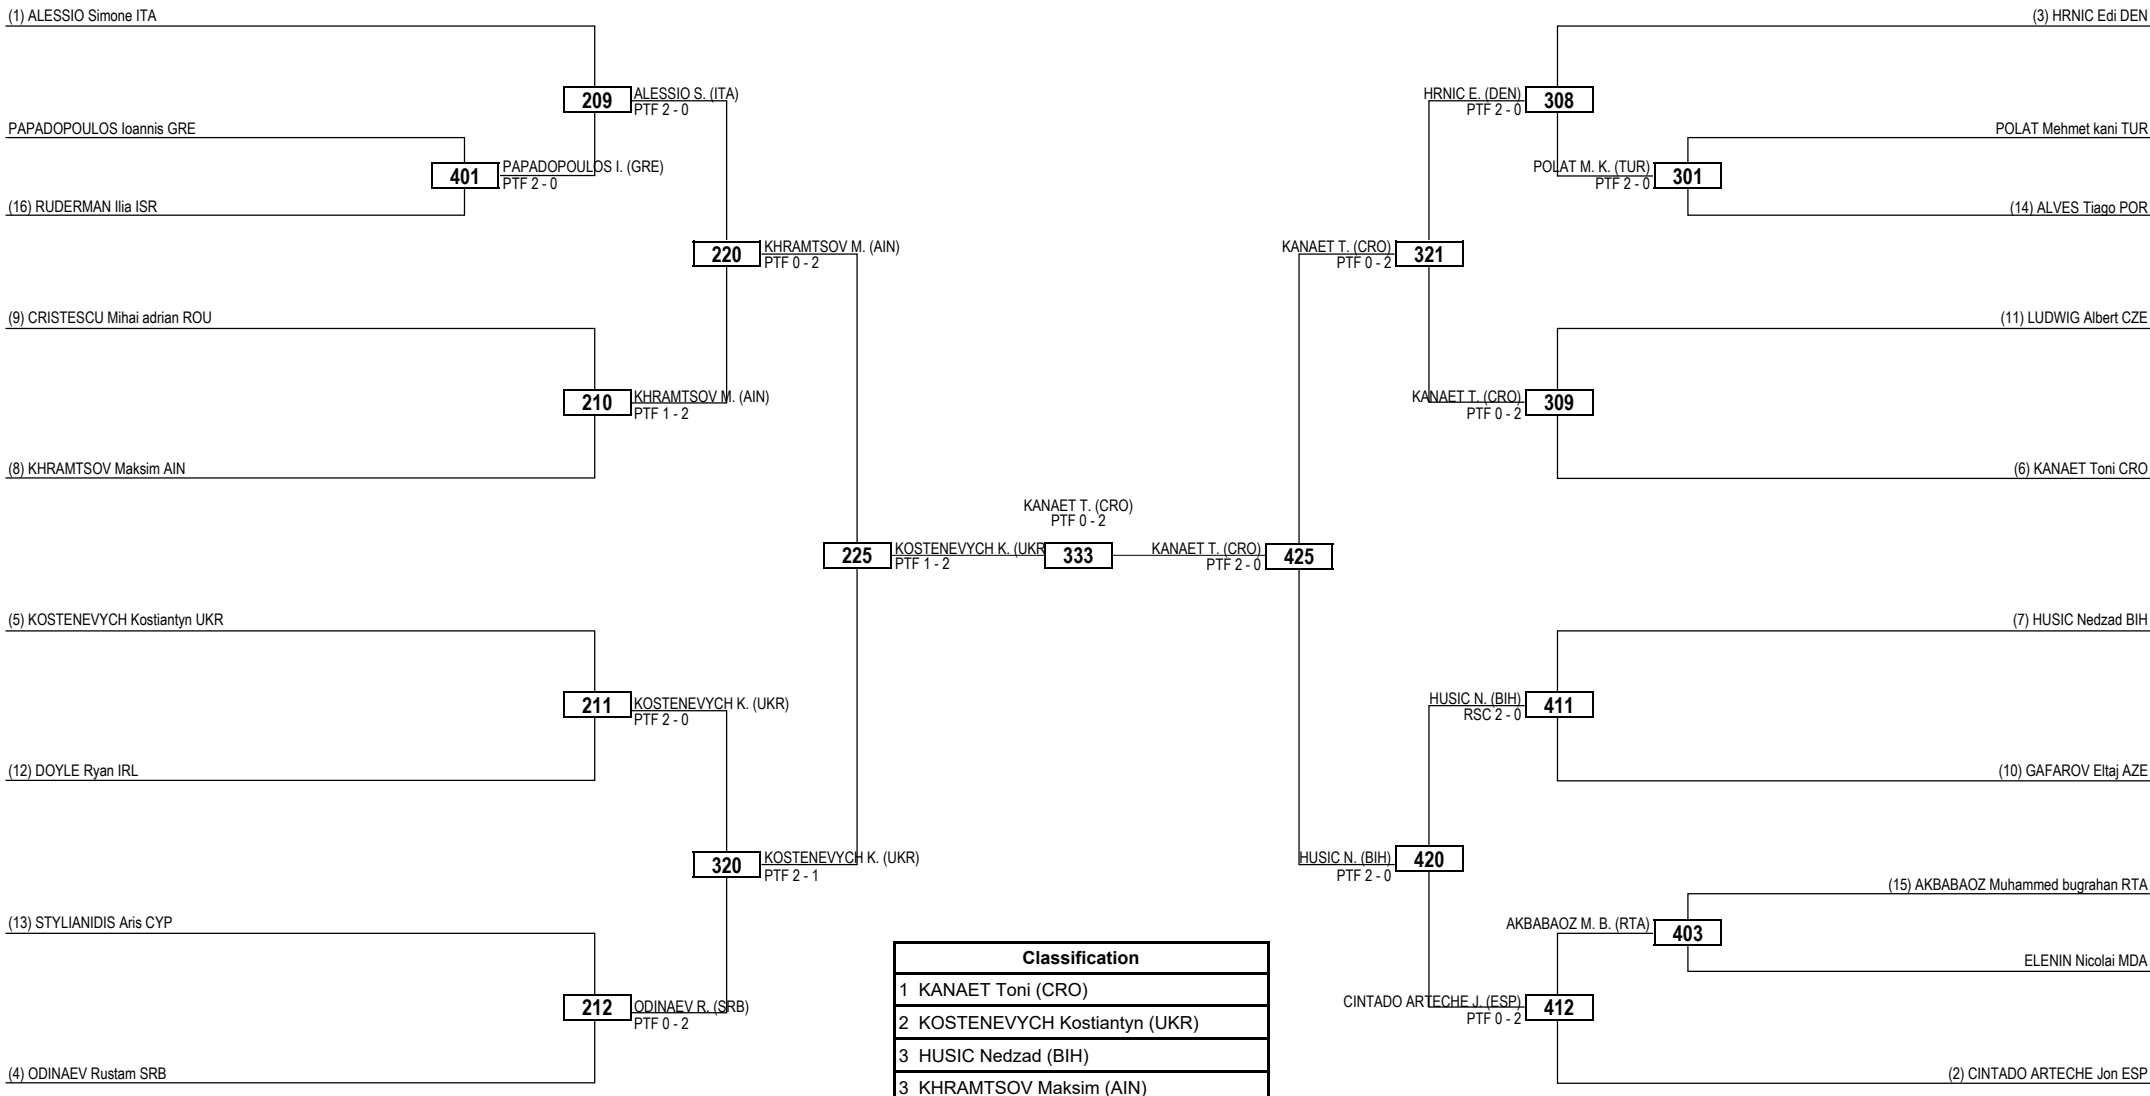 (1) ALESSIO Simone ITA
(3) HRNIC Edi DEN
209
ALESSIO S. (ITA)
PTF 2 - 0
HRNIC E. (DEN)
PTF 2 - 0
308
PAPADOPOULOS Ioannis GRE
POLAT Mehmet kani TUR
401
PAPADOPOULOS I. (GRE)
PTF 2 - 0
POLAT M. K. (TUR)
PTF 2 - 0
301
(16) RUDERMAN Ilia ISR
(14) ALVES Tiago POR
220
KHRAMTSOV M. (AIN)
PTF 0 - 2
KANAET T. (CRO)
PTF 0 - 2
321
(9) CRISTESCU Mihai adrian ROU
(11) LUDWIG Albert CZE
210
KHRAMTSOV M. (AIN)
PTF 1 - 2
KANAET T. (CRO)
PTF 0 - 2
309
(8) KHRAMTSOV Maksim AIN
(6) KANAET Toni CRO
KANAET T. (CRO)
PTF 0 - 2
225
KOSTENEVYCH K. (UKR
PTF 1 - 2
333
KANAET T. (CRO)
PTF 2 - 0
425
(5) KOSTENEVYCH Kostiantyn UKR
(7) HUSIC Nedzad BIH
211
KOSTENEVYCH K. (UKR)
PTF 2 - 0
HUSIC N. (BIH)
RSC 2 - 0
411
(12) DOYLE Ryan IRL
(10) GAFAROV Eltaj AZE
320
KOSTENEVYCH K. (UKR)
PTF 2 - 1
HUSIC N. (BIH)
PTF 2 - 0
420
(15) AKBABAOZ Muhammed bugrahan RTA
(13) STYLIANIDIS Aris CYP
AKBABAOZ M. B. (RTA)
403
ELENIN Nicolai MDA
212
ODINAEV R. (SRB)
PTF 0 - 2
CINTADO ARTECHE J. (ESP)
PTF 0 - 2
412
(4) ODINAEV Rustam SRB
(2) CINTADO ARTECHE Jon ESP
Classification
1 KANAET Toni (CRO)
2 KOSTENEVYCH Kostiantyn (UKR)
3 HUSIC Nedzad (BIH)
3 KHRAMTSOV Maksim (AIN)